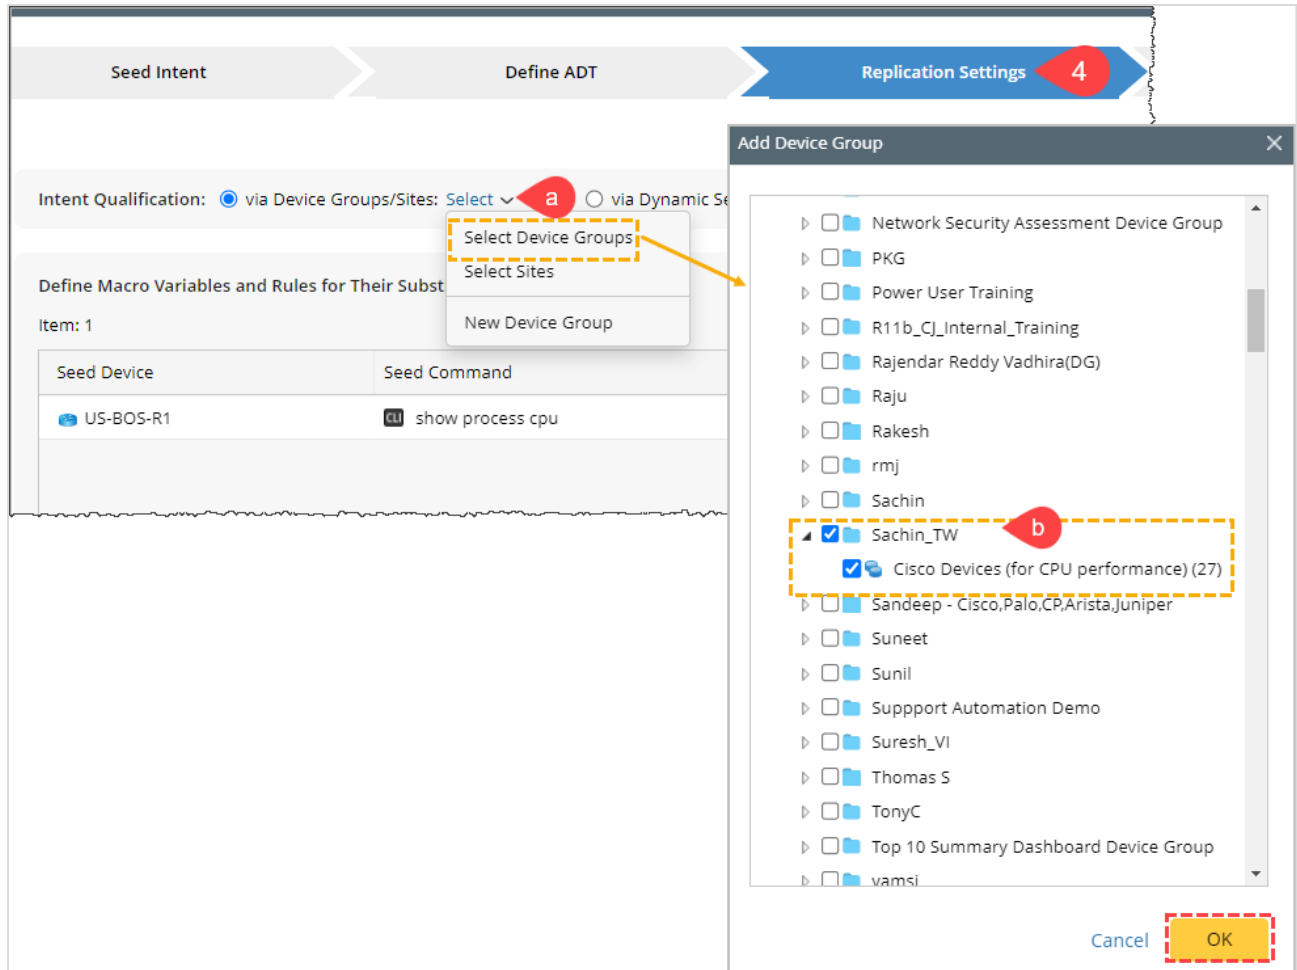 Seed Intent
Define ADT
Replication Settings
4
Add Device Group
Intent Qualification:
via Device Groups/Sites: Select
a
via Dynamic Se
Select Device Groups
Select Sites
New Device Group
Define Macro Variables and Rules for Their Subst
Item: 1
Seed Device
Seed Command
US-BOS-R1
CLI
show process cpu
Network Security Assessment Device Group
PKG
Power User Training
R11b_CJ_Internal_Training
Rajendar Reddy Vadhira(DG)
Raju
Rakesh
rmj
Sachin
Sachin_TW
b
Cisco Devices (for CPU performance) (27)
Sandeep - Cisco,Palo,CP,Arista,Juniper
Suneet
Sunil
Suppport Automation Demo
Suresh_VI
Thomas S
TonyC
Top 10 Summary Dashboard Device Group
vamsi
Cancel
OK